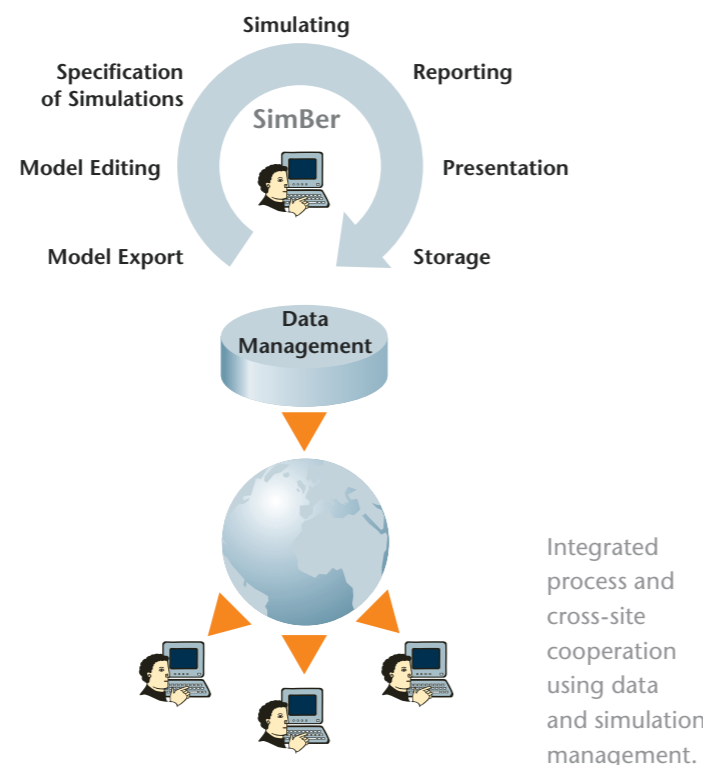 Simulating
Specification
of Simulations
Reporting
SimBer
Model Editing
Presentation
Model Export
Storage
Data
Management
Integrated
process and
cross-site
cooperation
using data
and simulation
management.